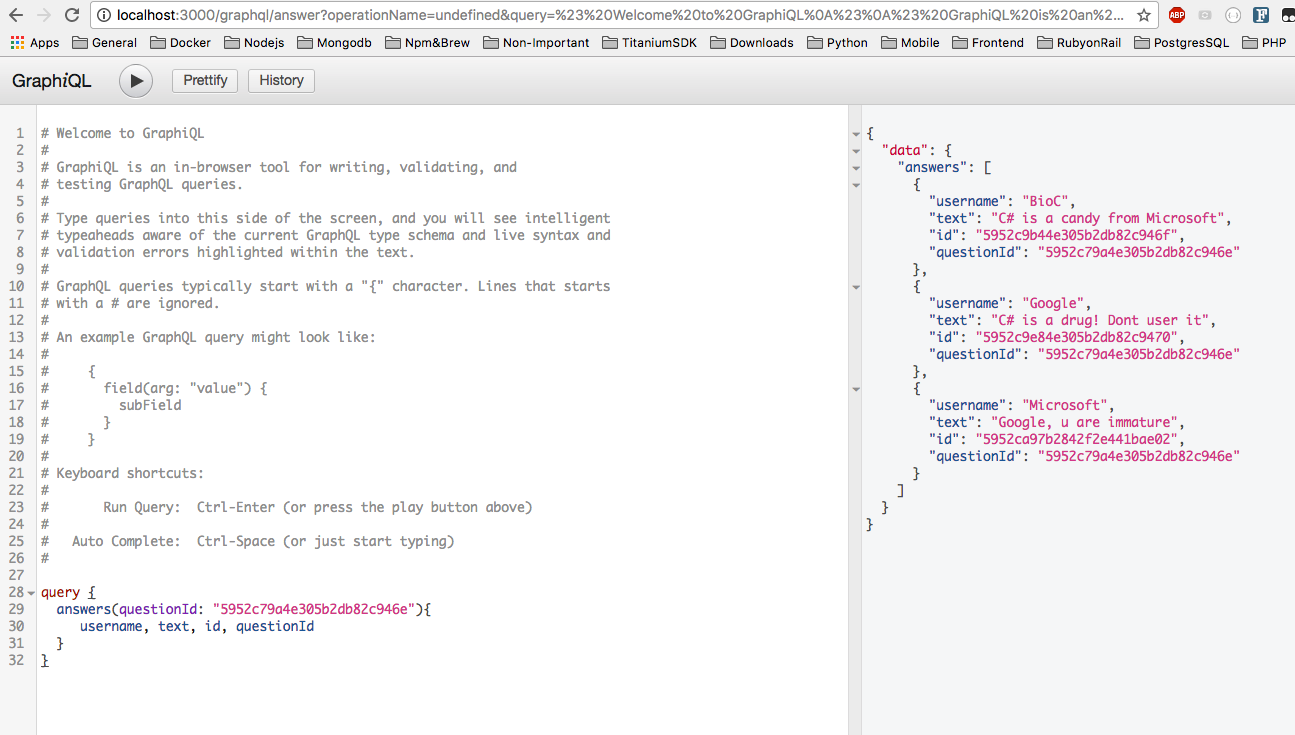 localhost:3000/graphql/answer?operationName=undefined&query=%23%20Welcome%20to%20GraphiQL%0A%23%0A%23%20GraphiQL%20is%20an%2...
ABP
Apps General Docker Nodejs Mongodb Npm&Brew Non-Important TitaniumSDK Downloads Python Mobile Frontend RubyonRail PostgresSQL PHP
GraphiQL Prettify History
1 # Welcome to GraphiQL
2 #
3 # GraphiQL is an in-browser tool for writing, validating, and
4 # testing GraphQL queries.
5 #
6 # Type queries into this side of the screen, and you will see intelligent
7 # typeaheads aware of the current GraphQL type schema and live syntax and
8 # validation errors highlighted within the text.
9 #
10 # GraphQL queries typically start with a "{" character. Lines that starts
11 # with a # are ignored.
12 #
13 # An example GraphQL query might look like:
14 #
15 #     {
16 #       field(arg: "value") {
17 #         subField
18 #       }
19 #     }
20 #
21 # Keyboard shortcuts:
22 #
23 #       Run Query:  Ctrl-Enter (or press the play button above)
24 #
25 #   Auto Complete:  Ctrl-Space (or just start typing)
26 #
27
28 query {
29   answers(questionId: "5952c79a4e305b2db82c946e"){
30      username, text, id, questionId
31   }
32 }
{
  "data": {
    "answers": [
      {
        "username": "BioC",
        "text": "C# is a candy from Microsoft",
        "id": "5952c9b44e305b2db82c946f",
        "questionId": "5952c79a4e305b2db82c946e"
      },
      {
        "username": "Google",
        "text": "C# is a drug! Dont user it",
        "id": "5952c9e84e305b2db82c9470",
        "questionId": "5952c79a4e305b2db82c946e"
      },
      {
        "username": "Microsoft",
        "text": "Google, u are immature",
        "id": "5952ca97b2842f2e441bae02",
        "questionId": "5952c79a4e305b2db82c946e"
      }
    ]
  }
}